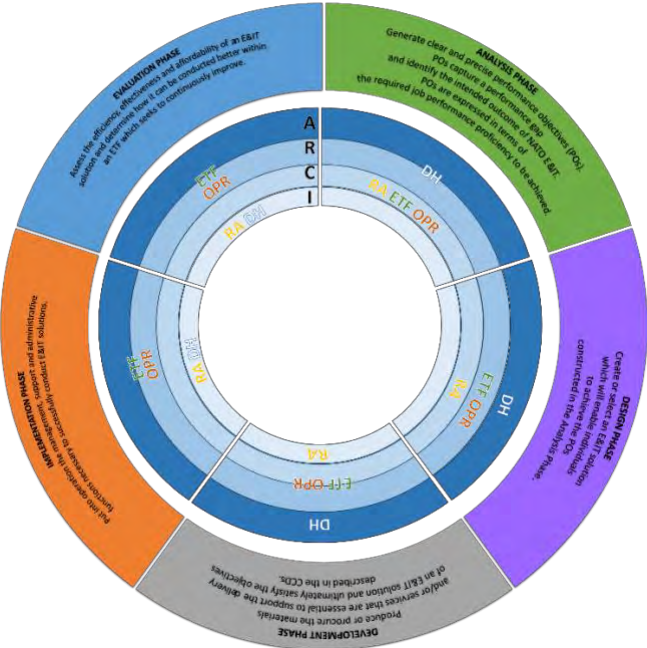 ANALYSIS PHASE
Generate clear and precise performance objectives (POs).
POs capture a performance gap
and identify the intended outcome of NATO E&IT.
POs are expressed in terms of
the required job performance proficiency to be achieved.
DESIGN PHASE
Create or select an E&IT solution
which will enable individuals
to achieve the POs
constructed in the Analysis Phase.
DEVELOPMENT PHASE
Produce or procure the materials
and/or services that are essential to support the delivery
of an E&IT solution and ultimately satisfy the objectives
described in the CCDs.
IMPLEMENTATION PHASE
Put into operation the management, support and administrative
functions necessary to successfully conduct E&IT solutions.
EVALUATION PHASE
Assess the efficiency, effectiveness and affordability of an E&IT
solution and determine how it can be conducted better within
an ETF which seeks to continuously improve.
A
R
C
I
DH
RA ETF OPR
DH
ETF OPR
RA
DH
ETF OPR
RA
ETF
OPR
RA DH
ETF
OPR
RA DH